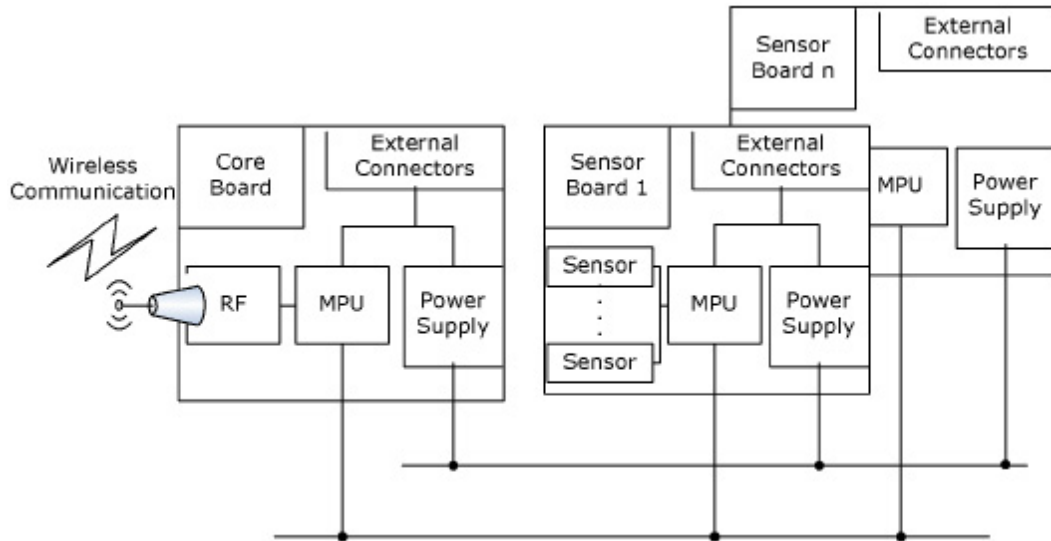 Sensor
Board n
External
Connectors
Wireless
Communication
Core
Board
External
Connectors
Sensor
Board 1
External
Connectors
MPU
Power
Supply
RF
MPU
Power
Supply
Sensor
Sensor
MPU
Power
Supply